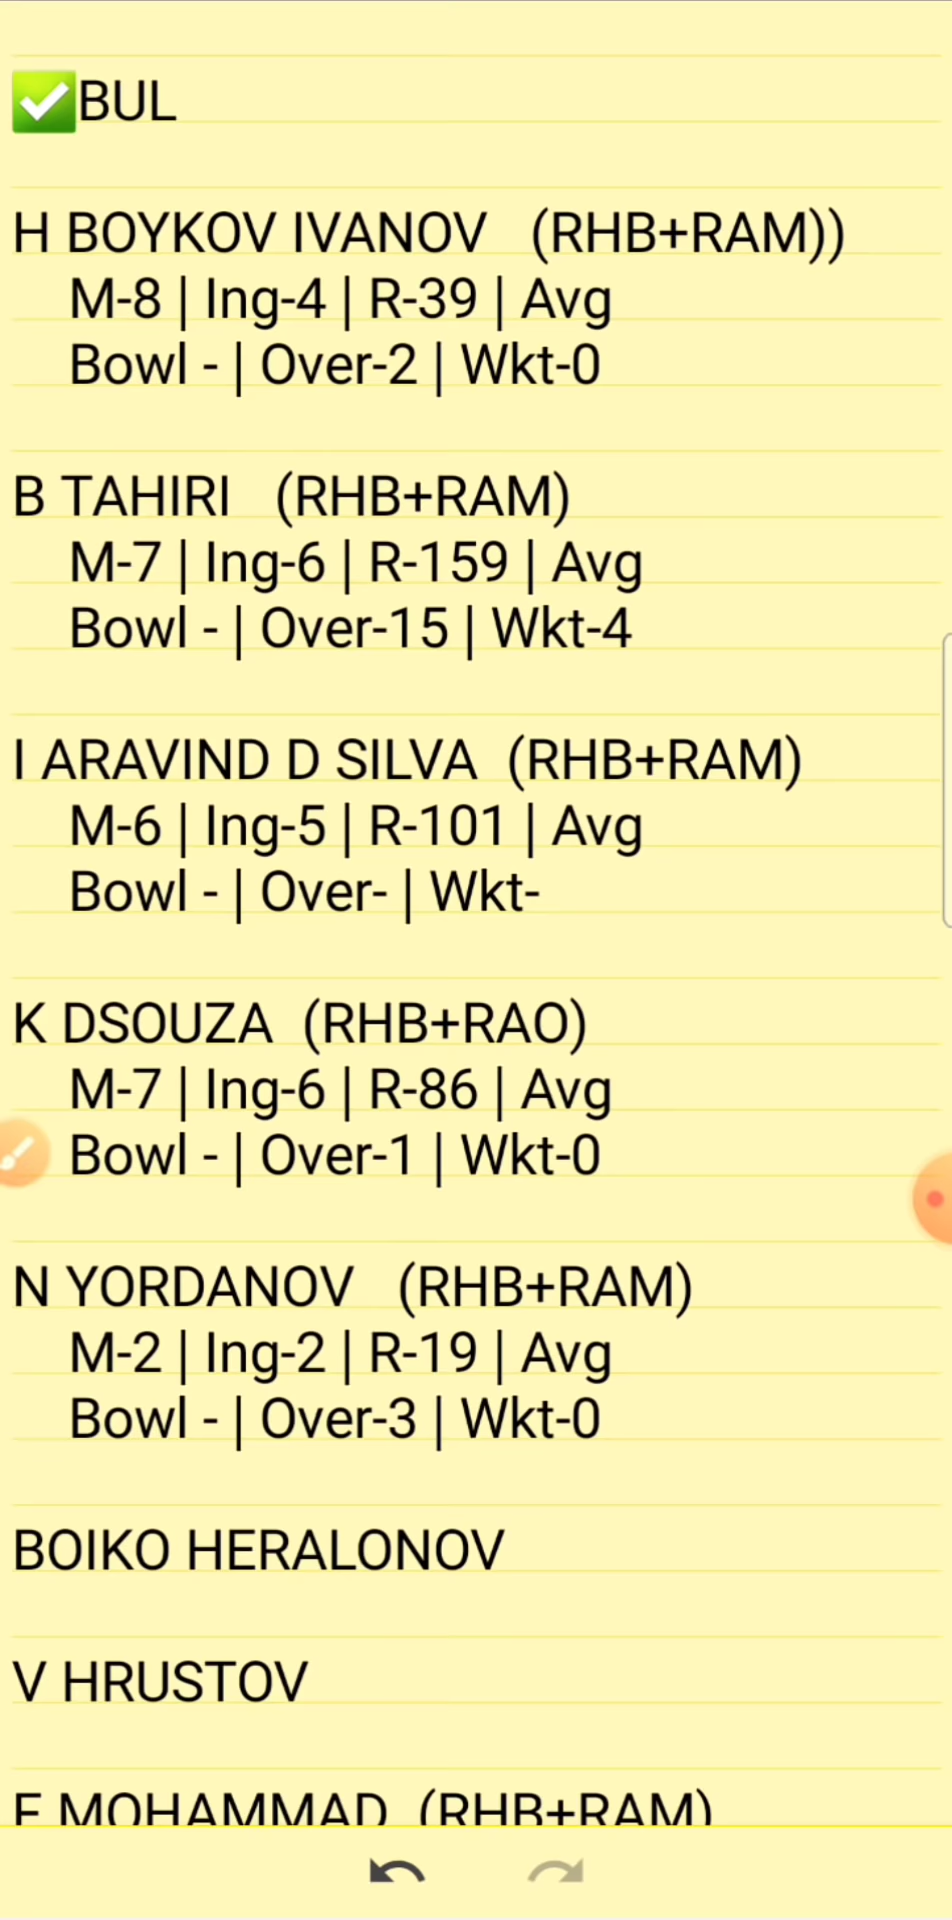 ✅BUL
H BOYKOV IVANOV (RHB+RAM))
M-8 | Ing-4 | R-39 | Avg
Bowl - | Over-2 | Wkt-0
B TAHIRI (RHB+RAM)
M-7 | Ing-6 | R-159 | Avg
Bowl - | Over-15 | Wkt-4
I ARAVIND D SILVA (RHB+RAM)
M-6 | Ing-5 | R-101 | Avg
Bowl - | Over- | Wkt-
K DSOUZA (RHB+RAO)
M-7 | Ing-6 | R-86 | Avg
Bowl - | Over-1 | Wkt-0
N YORDANOV (RHB+RAM)
M-2 | Ing-2 | R-19 | Avg
Bowl - | Over-3 | Wkt-0
BOIKO HERALONOV
V HRUSTOV
F MOHAMMAD (RHB+RAM)